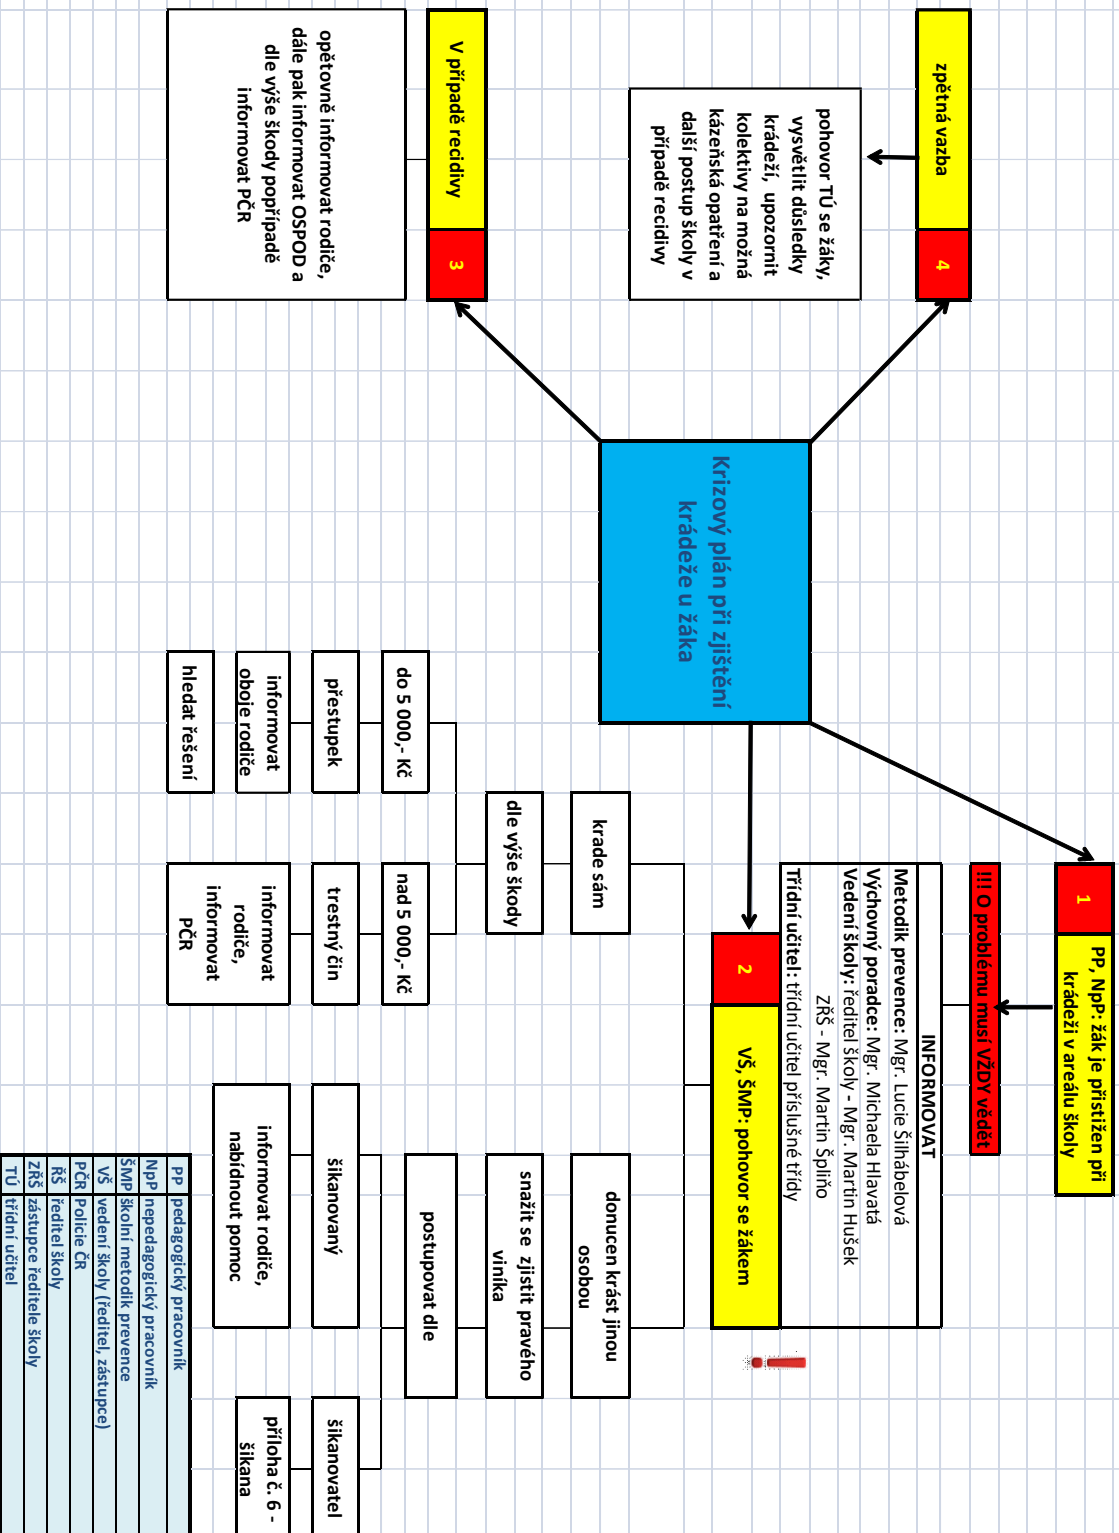 zpětná vazba
4
pohovor TÚ se žáky,
vysvětlit důsledky
krádeží, upozornit
kolektivy na možná
kázeňská opatření a
další postup školy v
případě recidivy
V případě recidivy
3
opětovně informovat rodiče,
dále pak informovat OSPOD a
dle výše škody popřípadě
informovat PČR
Krizový plán při zjištění
krádeže u žáka
1
PP, NpP: žák je přistižen při
krádeži v areálu školy
!!! O problému musí VŽDY vědět
INFORMOVAT
Metodik prevence: Mgr. Lucie Šilhábelová
Výchovný poradce: Mgr. Michaela Hlavatá
Vedení školy: ředitel školy - Mgr. Martin Hušek
ZŘŠ - Mgr. Martin Špliňo
Třídní učitel: třídní učitel příslušné třídy
2
VŠ, ŠMP: pohovor se žákem
krade sám
dle výše škody
do 5 000,- Kč
přestupek
informovat
oboje rodiče
hledat řešení
nad 5 000,- Kč
trestný čin
informovat
rodiče,
informovat
PČR
donucen krást jinou
osobou
snažit se zjistit pravého
viníka
postupovat dle
šikanovaný
informovat rodiče,
nabídnout pomoc
šikanovatel
příloha č. 6 -
šikana
PP pedagogický pracovník
NpP nepedagogický pracovník
ŠMP školní metodik prevence
VŠ vedení školy (ředitel, zástupce)
PČR Policie ČR
ŘŠ ředitel školy
ZŘŠ zástupce ředitele školy
TÚ třídní učitel